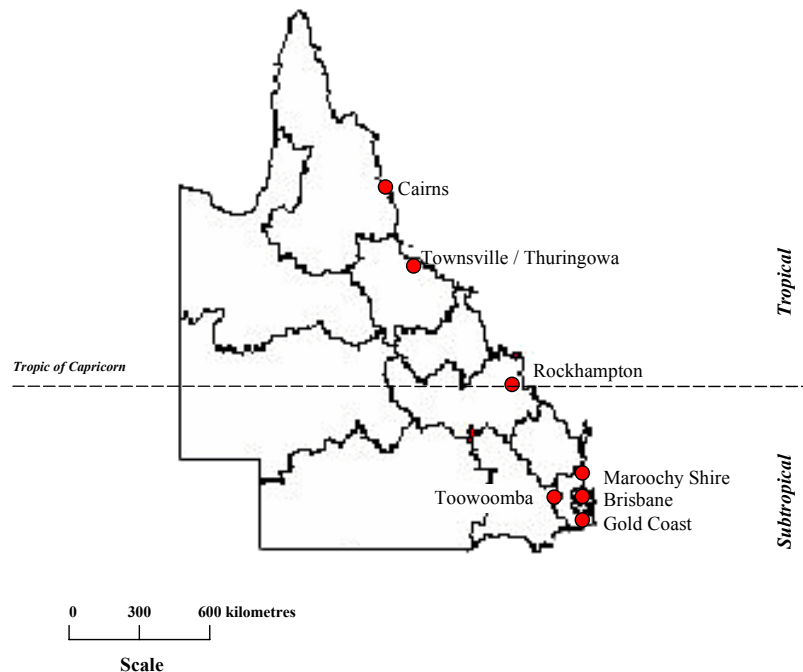 Cairns
Townsville / Thuringowa
Tropical
Tropic of Capricorn
Rockhampton
Maroochy Shire
Toowoomba
Brisbane
Gold Coast
Subtropical
0 300 600 kilometres
Scale